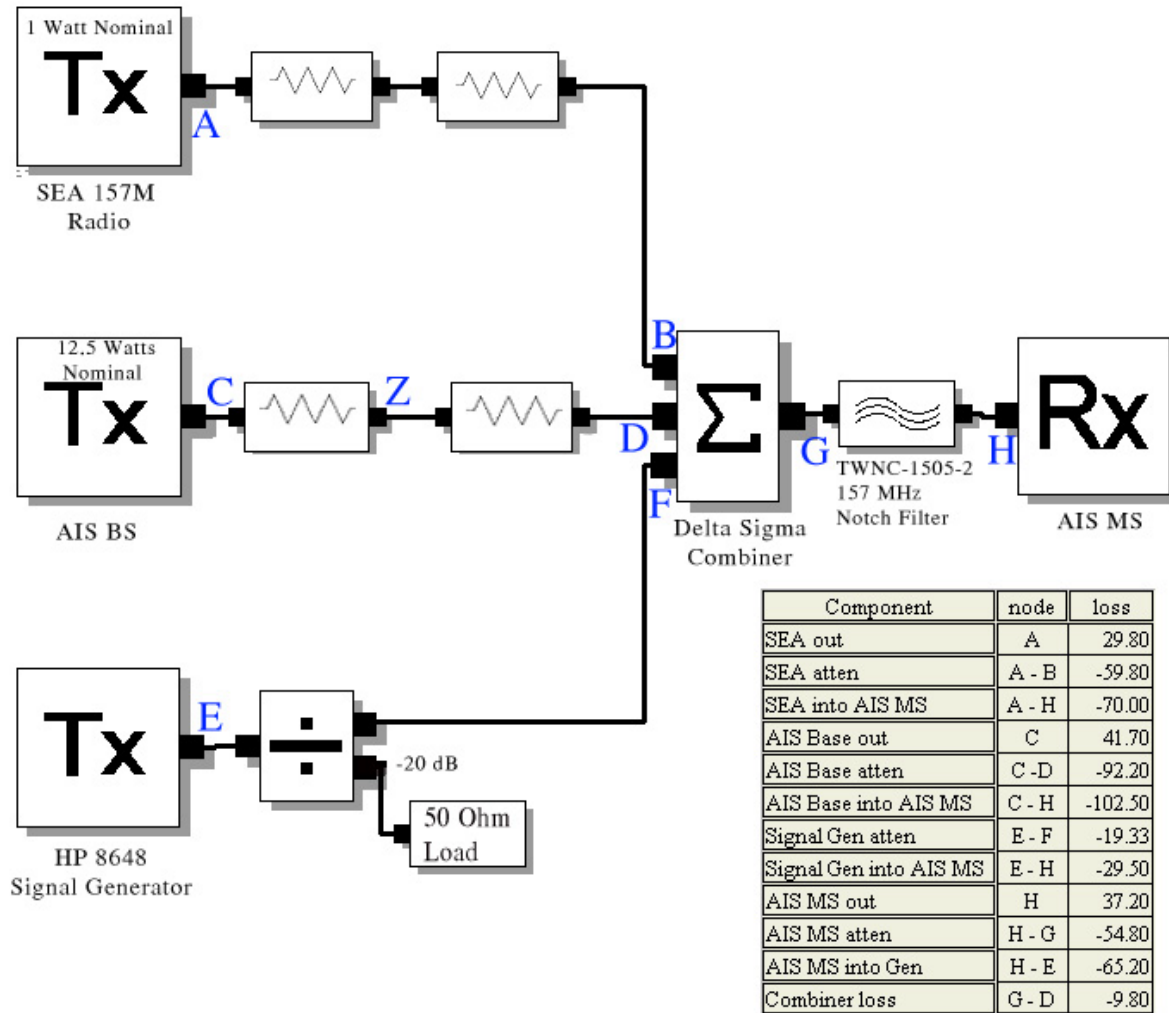 1 Watt Nominal
Tx
A
SEA 157M
Radio
12.5 Watts
Nominal
Tx
C
Z
AIS BS
B
D
F
Σ
Delta Sigma
Combiner
G
TWNC-1505-2
157 MHz
Notch Filter
H
Rx
AIS MS
Tx
E
÷
-20 dB
50 Ohm
Load
HP 8648
Signal Generator
Component node loss
SEA out A 29.80
SEA atten A - B -59.80
SEA into AIS MS A - H -70.00
AIS Base out C 41.70
AIS Base atten C -D -92.20
AIS Base into AIS MS C - H -102.50
Signal Gen atten E - F -19.33
Signal Gen into AIS MS E - H -29.50
AIS MS out H 37.20
AIS MS atten H - G -54.80
AIS MS into Gen H - E -65.20
Combiner loss G - D -9.80